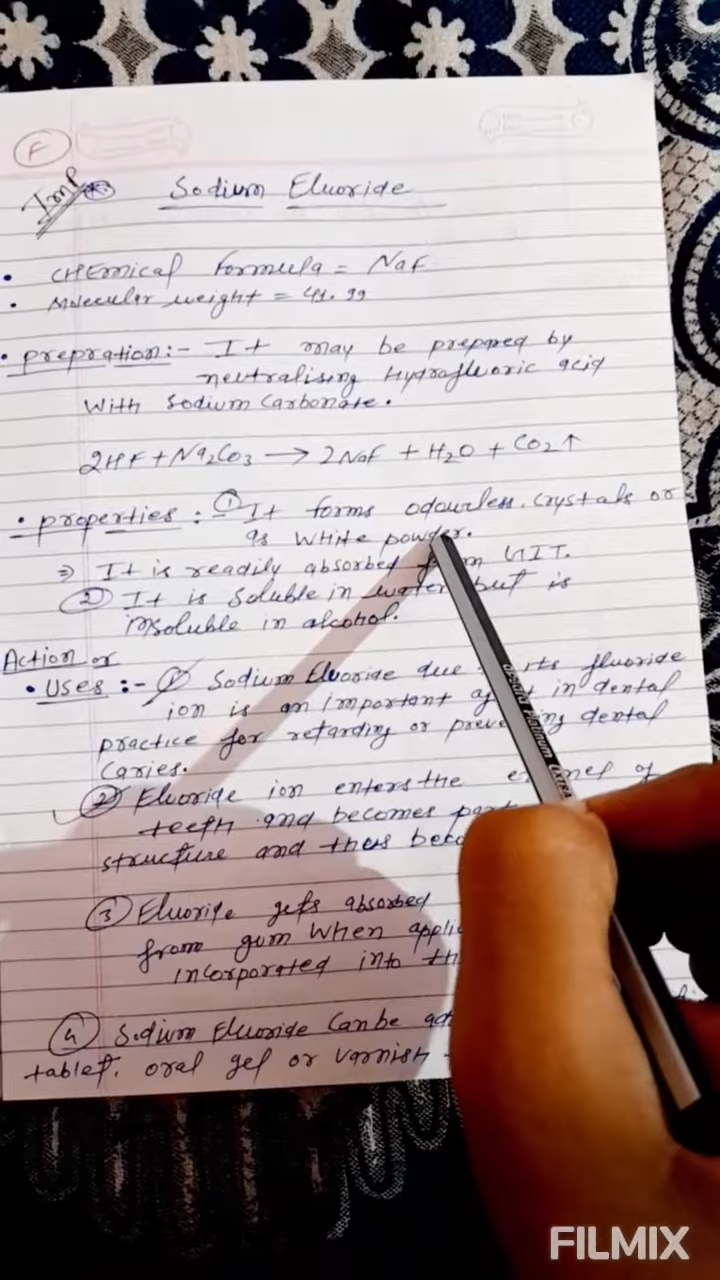 F
Imp
Sodium Fluoride
• CHEmical formula = NaF
• Molecular weight = 41.99
• prepration:- It may be prepared by
neutralising Hydrofluoric acid
with Sodium Carbonate.
2HF + Na2CO3 → 2NaF + H2O + CO2↑
• properties: ① It forms odourless crystals or
as white powder.
⇒ It is readily absorbed GIT.
② It is Soluble in water but is
insoluble in alcohol.
Action or
• Uses :- ① Sodium Fluoride due its fluoride
ion is an important in dental
practice for retarding or dental
caries.
② Fluoride ion enters the of
teeth and becomes
structure and thus
③ Fluoride gets absorbed
from gum when
incorporated into
④ Sodium Fluoride can be
tablet, oral gel or varnish
APSARA Platinum EXTRA
FILMIX